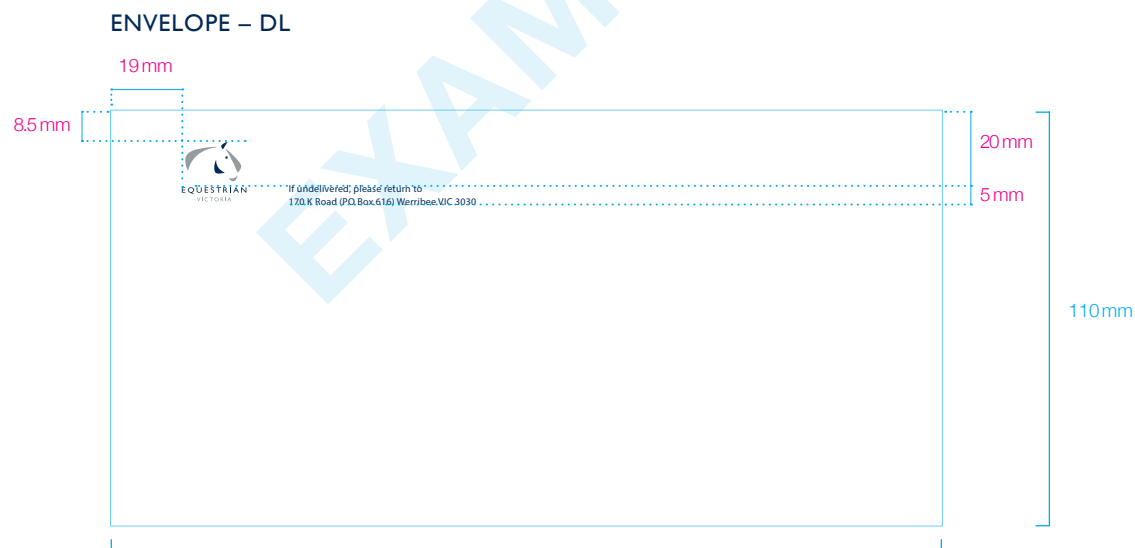 ENVELOPE – DL
19 mm
8.5 mm
20 mm
EQUESTRIAN
VICTORIA
If undelivered, please return to
170 K Road (PO Box 616) Werribee VIC 3030
5 mm
110 mm
EXAM